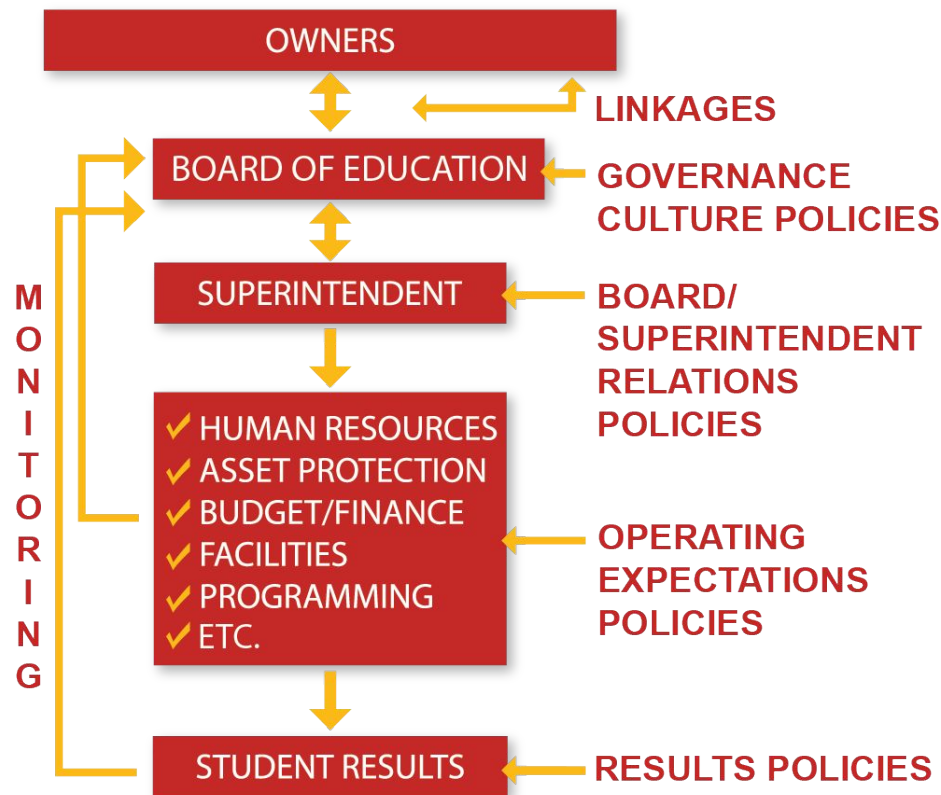 OWNERS
LINKAGES
BOARD OF EDUCATION
GOVERNANCE
CULTURE POLICIES
SUPERINTENDENT
BOARD/
SUPERINTENDENT
RELATIONS
POLICIES
MONITORING
HUMAN RESOURCES
ASSET PROTECTION
BUDGET/FINANCE
FACILITIES
PROGRAMMING
ETC.
OPERATING
EXPECTATIONS
POLICIES
STUDENT RESULTS
RESULTS POLICIES